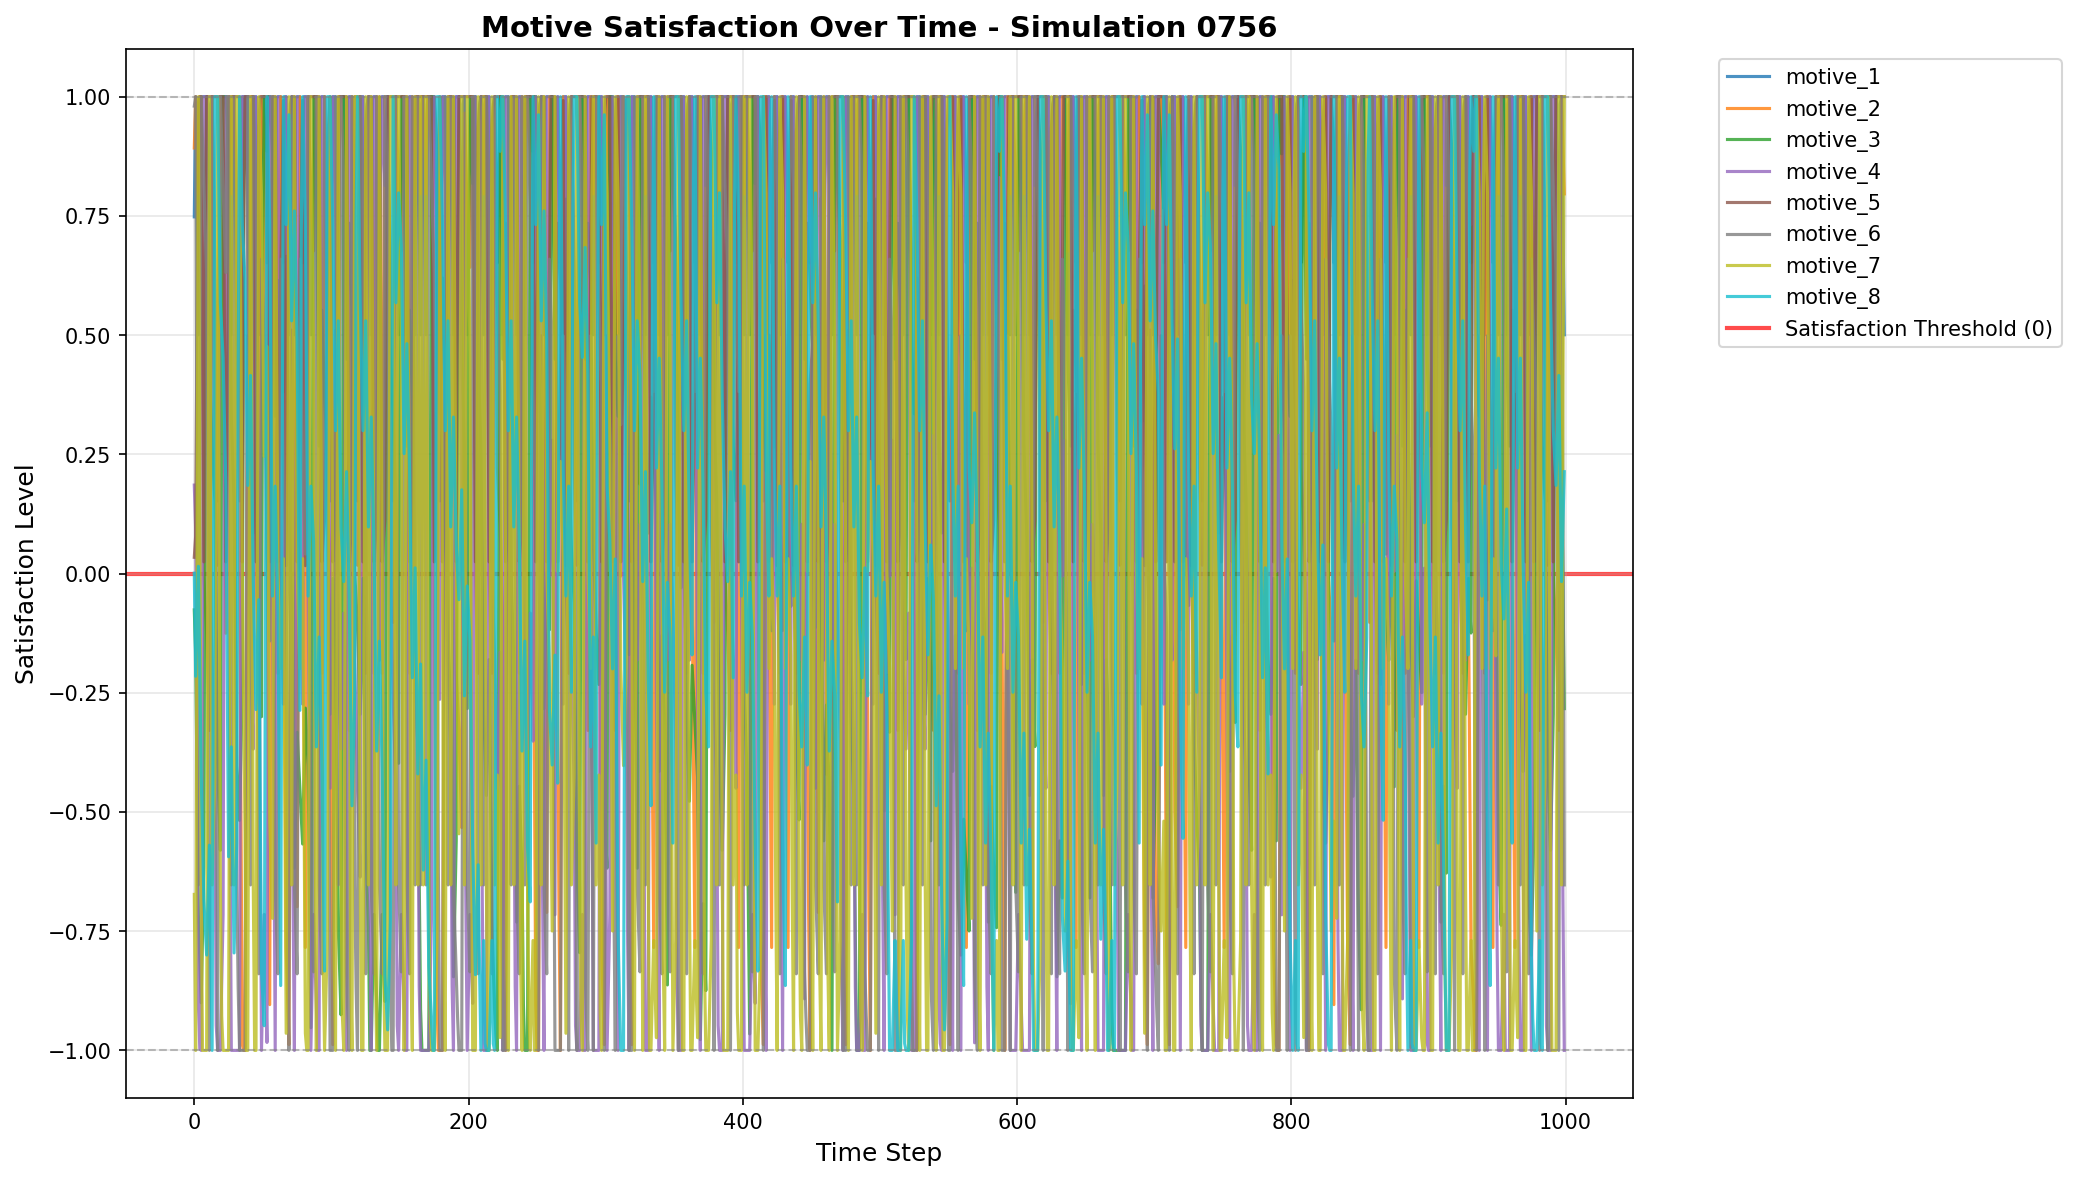 Motive Satisfaction Over Time - Simulation 0756
1.00
0.75
0.50
0.25
0.00
−0.25
−0.50
−0.75
−1.00
Satisfaction Level
0 200 400 600 800 1000
Time Step
motive_1
motive_2
motive_3
motive_4
motive_5
motive_6
motive_7
motive_8
Satisfaction Threshold (0)